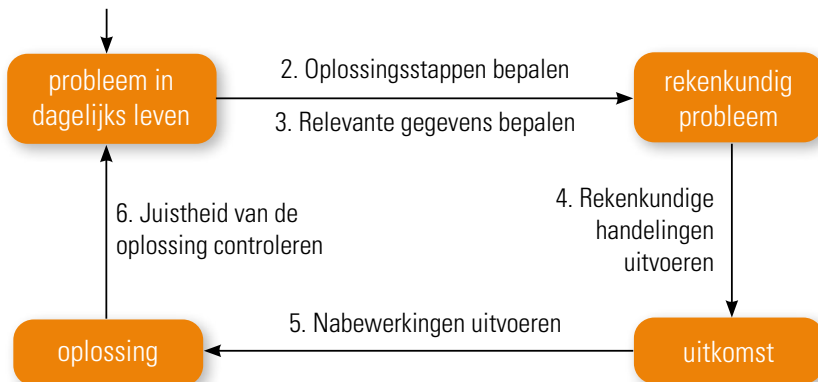 probleem in
dagelijks leven
2. Oplossingsstappen bepalen
3. Relevante gegevens bepalen
rekenkundig
probleem
4. Rekenkundige
handelingen
uitvoeren
6. Juistheid van de
oplossing controleren
5. Nabewerkingen uitvoeren
oplossing
uitkomst